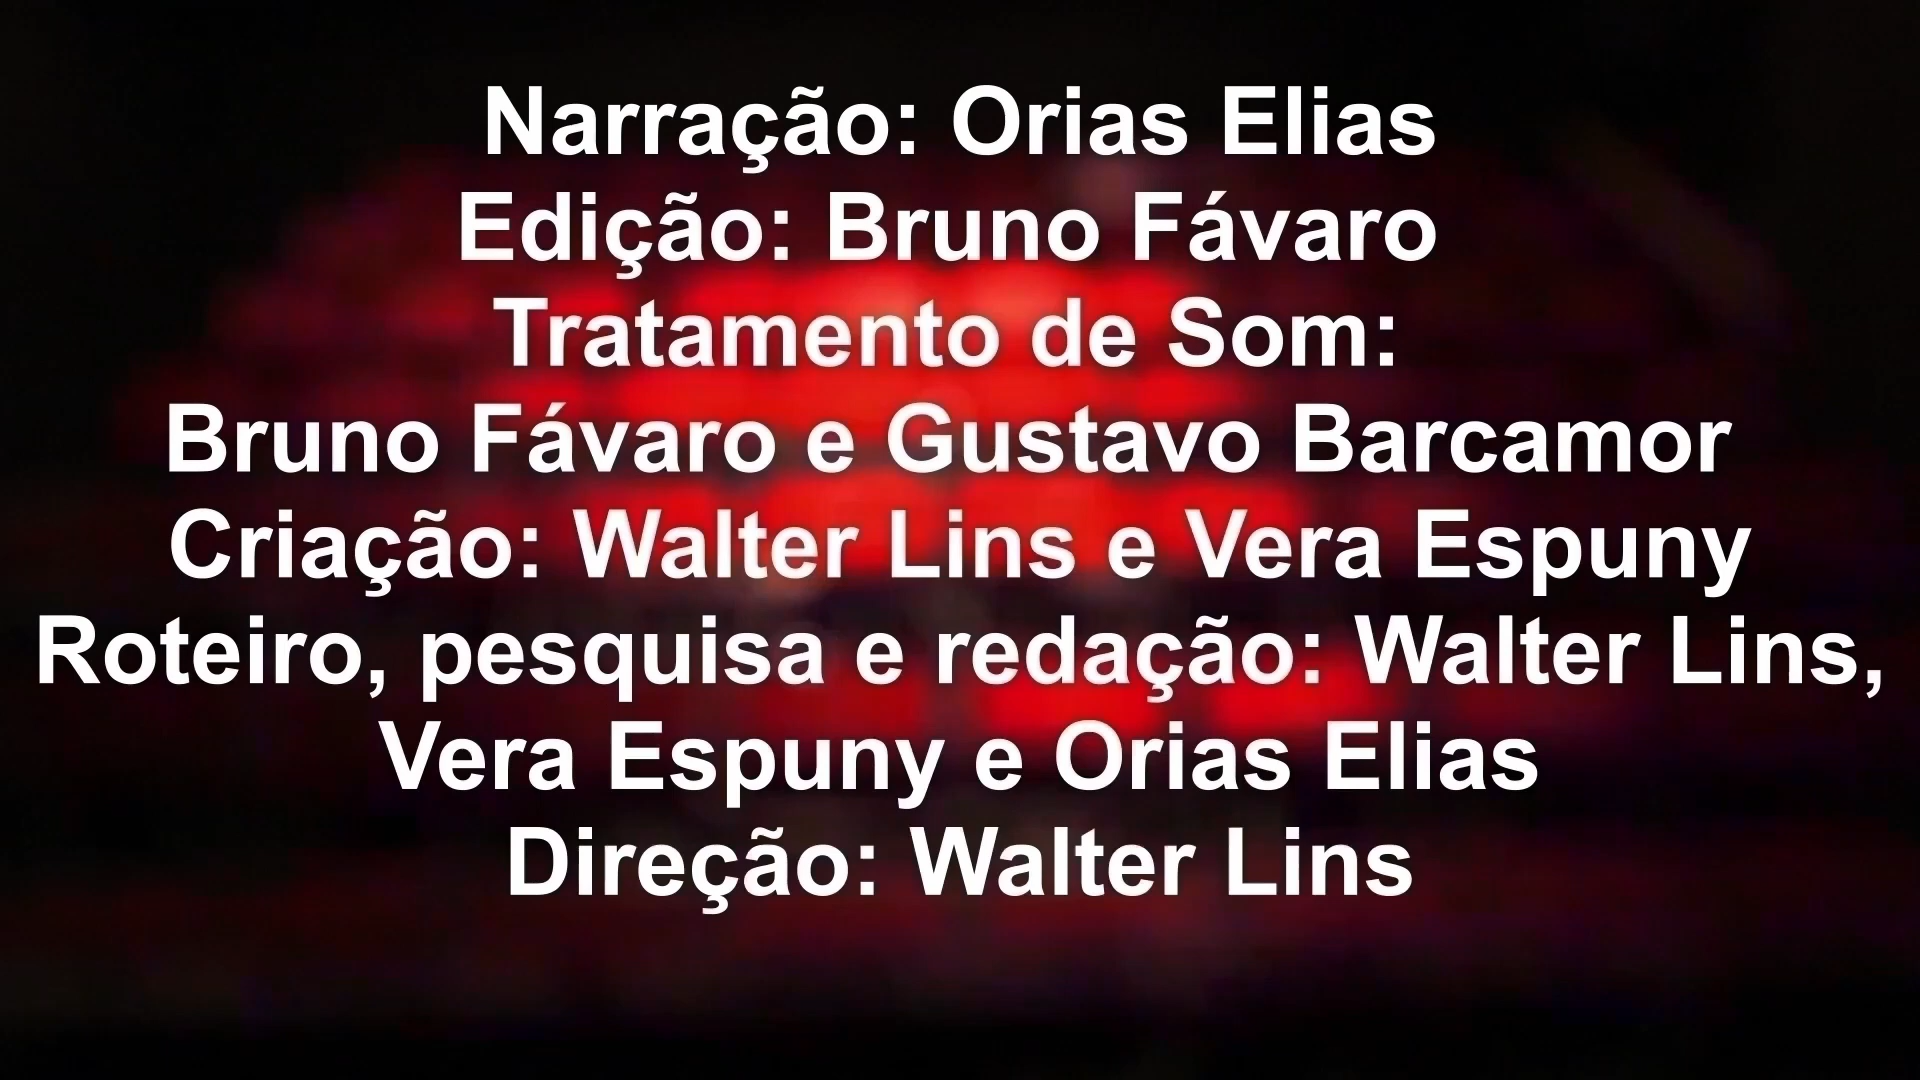 Narração: Orias Elias
Edição: Bruno Fávaro
Tratamento de Som:
Bruno Fávaro e Gustavo Barcamor
Criação: Walter Lins e Vera Espuny
Roteiro, pesquisa e redação: Walter Lins,
Vera Espuny e Orias Elias
Direção: Walter Lins